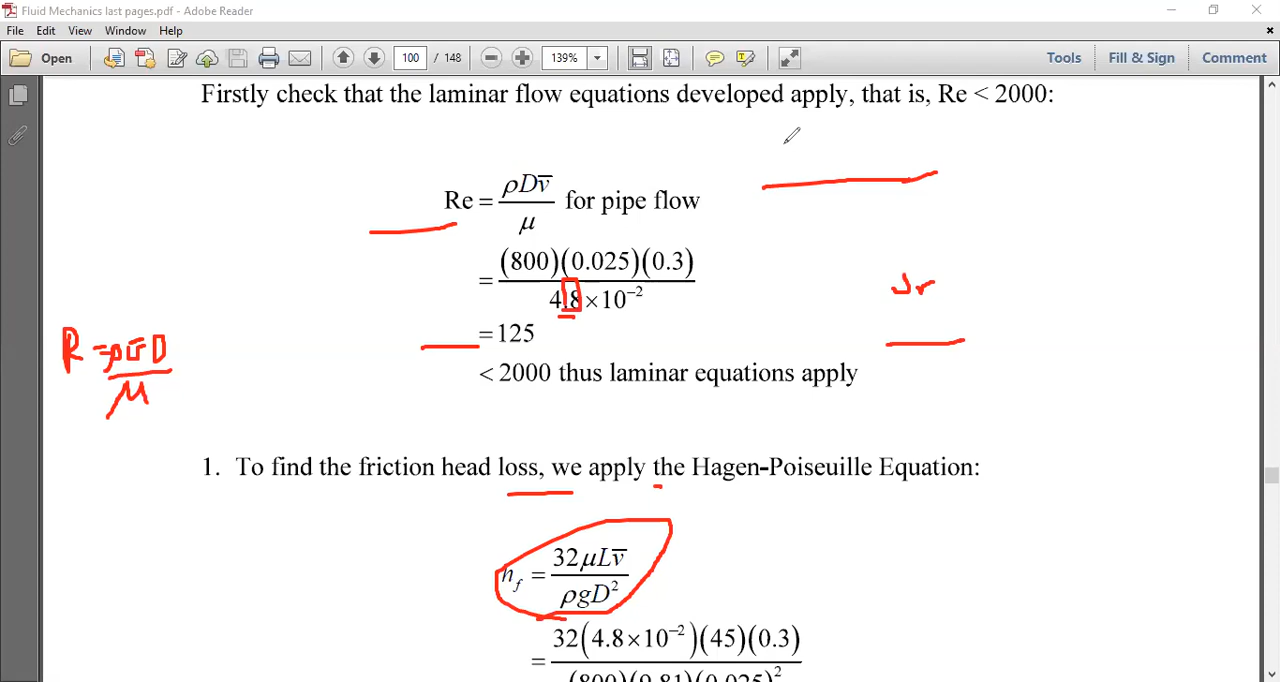 Fluid Mechanics last pages.pdf - Adobe Reader
File Edit View Window Help
Open 100 / 148 139% Tools Fill & Sign Comment
Firstly check that the laminar flow equations developed apply, that is, Re < 2000:
Re = ρDv̅ / μ for pipe flow
= (800)(0.025)(0.3) / 4.8×10⁻²
= 125
< 2000 thus laminar equations apply
R = ρv̅D / μ
1. To find the friction head loss, we apply the Hagen-Poiseuille Equation:
h_f = 32μLv̅ / ρgD²
= 32(4.8×10⁻²)(45)(0.3) / (800)(9.81)(0.025)²